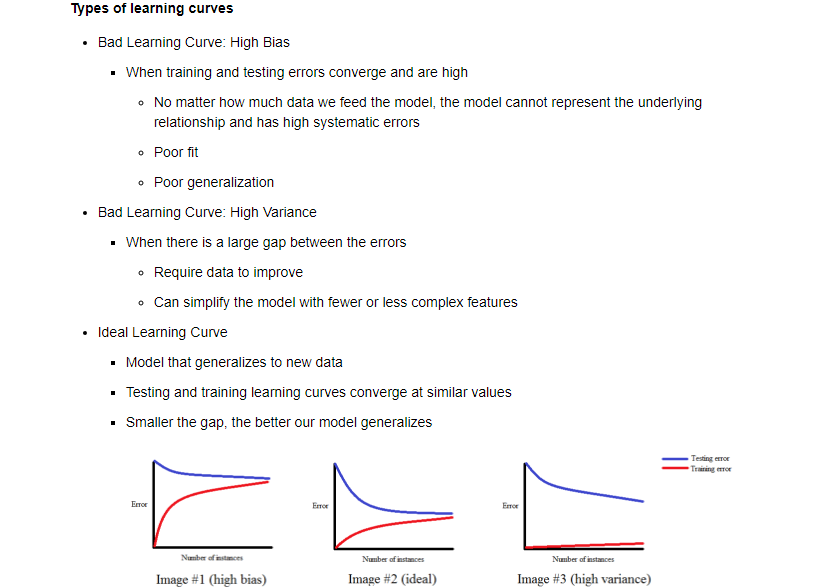 Types of learning curves
• Bad Learning Curve: High Bias
▪ When training and testing errors converge and are high
◦ No matter how much data we feed the model, the model cannot represent the underlying
relationship and has high systematic errors
◦ Poor fit
◦ Poor generalization
• Bad Learning Curve: High Variance
▪ When there is a large gap between the errors
◦ Require data to improve
◦ Can simplify the model with fewer or less complex features
• Ideal Learning Curve
▪ Model that generalizes to new data
▪ Testing and training learning curves converge at similar values
▪ Smaller the gap, the better our model generalizes
Testing error
Training error
Error
Number of instances
Image #1 (high bias)
Error
Number of instances
Image #2 (ideal)
Error
Number of instances
Image #3 (high variance)